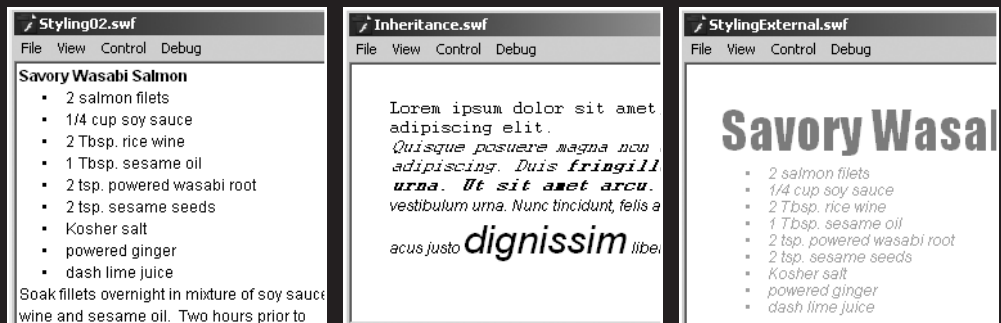 Styling02.swf
File View Control Debug
Savory Wasabi Salmon
▪ 2 salmon filets
▪ 1/4 cup soy sauce
▪ 2 Tbsp. rice wine
▪ 1 Tbsp. sesame oil
▪ 2 tsp. powered wasabi root
▪ 2 tsp. sesame seeds
▪ Kosher salt
▪ powered ginger
▪ dash lime juice
Soak fillets overnight in mixture of soy sauce
wine and sesame oil. Two hours prior to
Inheritance.swf
File View Control Debug
Lorem ipsum dolor sit amet
adipiscing elit.
Quisque posuere magna non
adipiscing. Duis fringill
urna. Ut sit amet arcu.
vestibulum urna. Nunc tincidunt, felis a
acus justo dignissim libe
StylingExternal.swf
File View Control Debug
Savory Wasa
▪ 2 salmon filets
▪ 1/4 cup soy sauce
▪ 2 Tbsp. rice wine
▪ 1 Tbsp. sesame oil
▪ 2 tsp. powered wasabi root
▪ 2 tsp. sesame seeds
▪ Kosher salt
▪ powered ginger
▪ dash lime juice